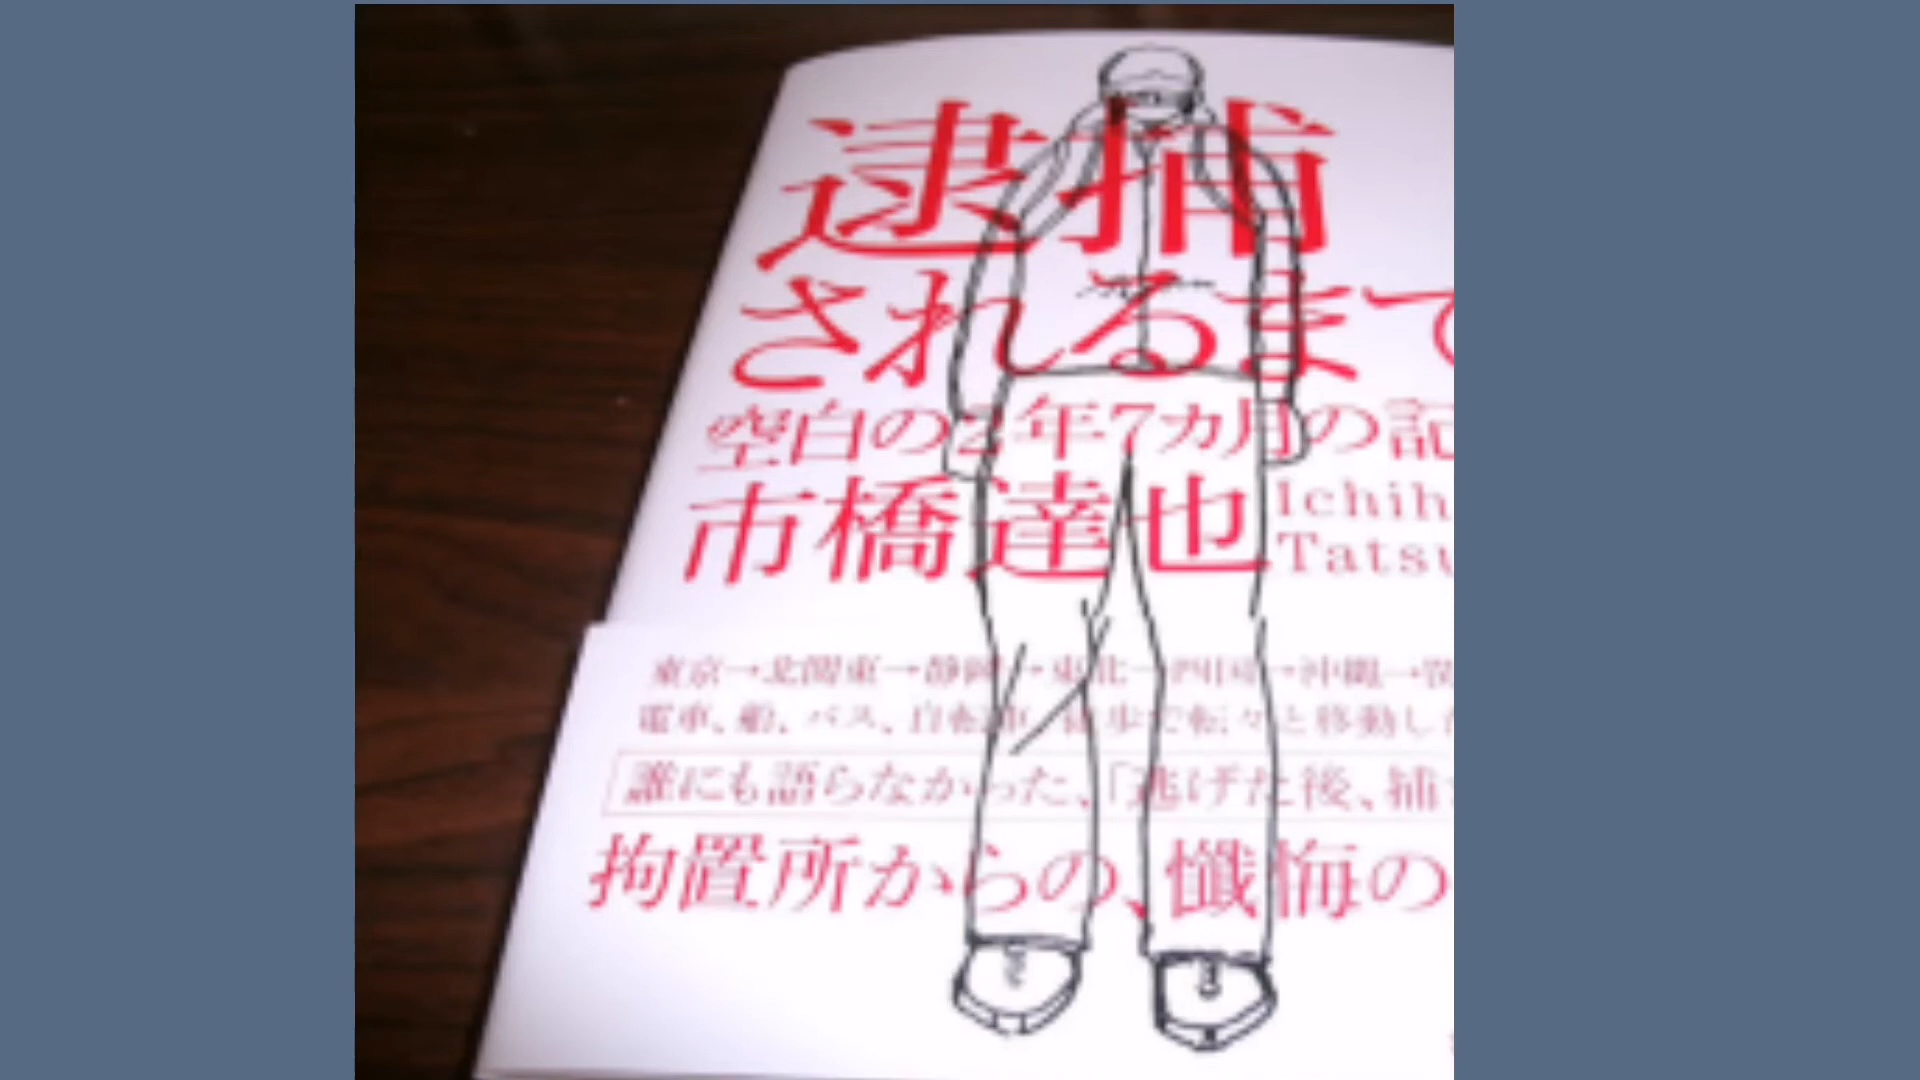 逮捕
されるまで
空白の2年7カ月の記
市橋達也
Ichih
Tatsu
東京→北関東→静岡→東北→四国→沖縄→関
電車、船、バス、自転車、徒歩で転々と移動した
誰にも語らなかった、「逃げた後、捕
拘置所からの、懺悔の